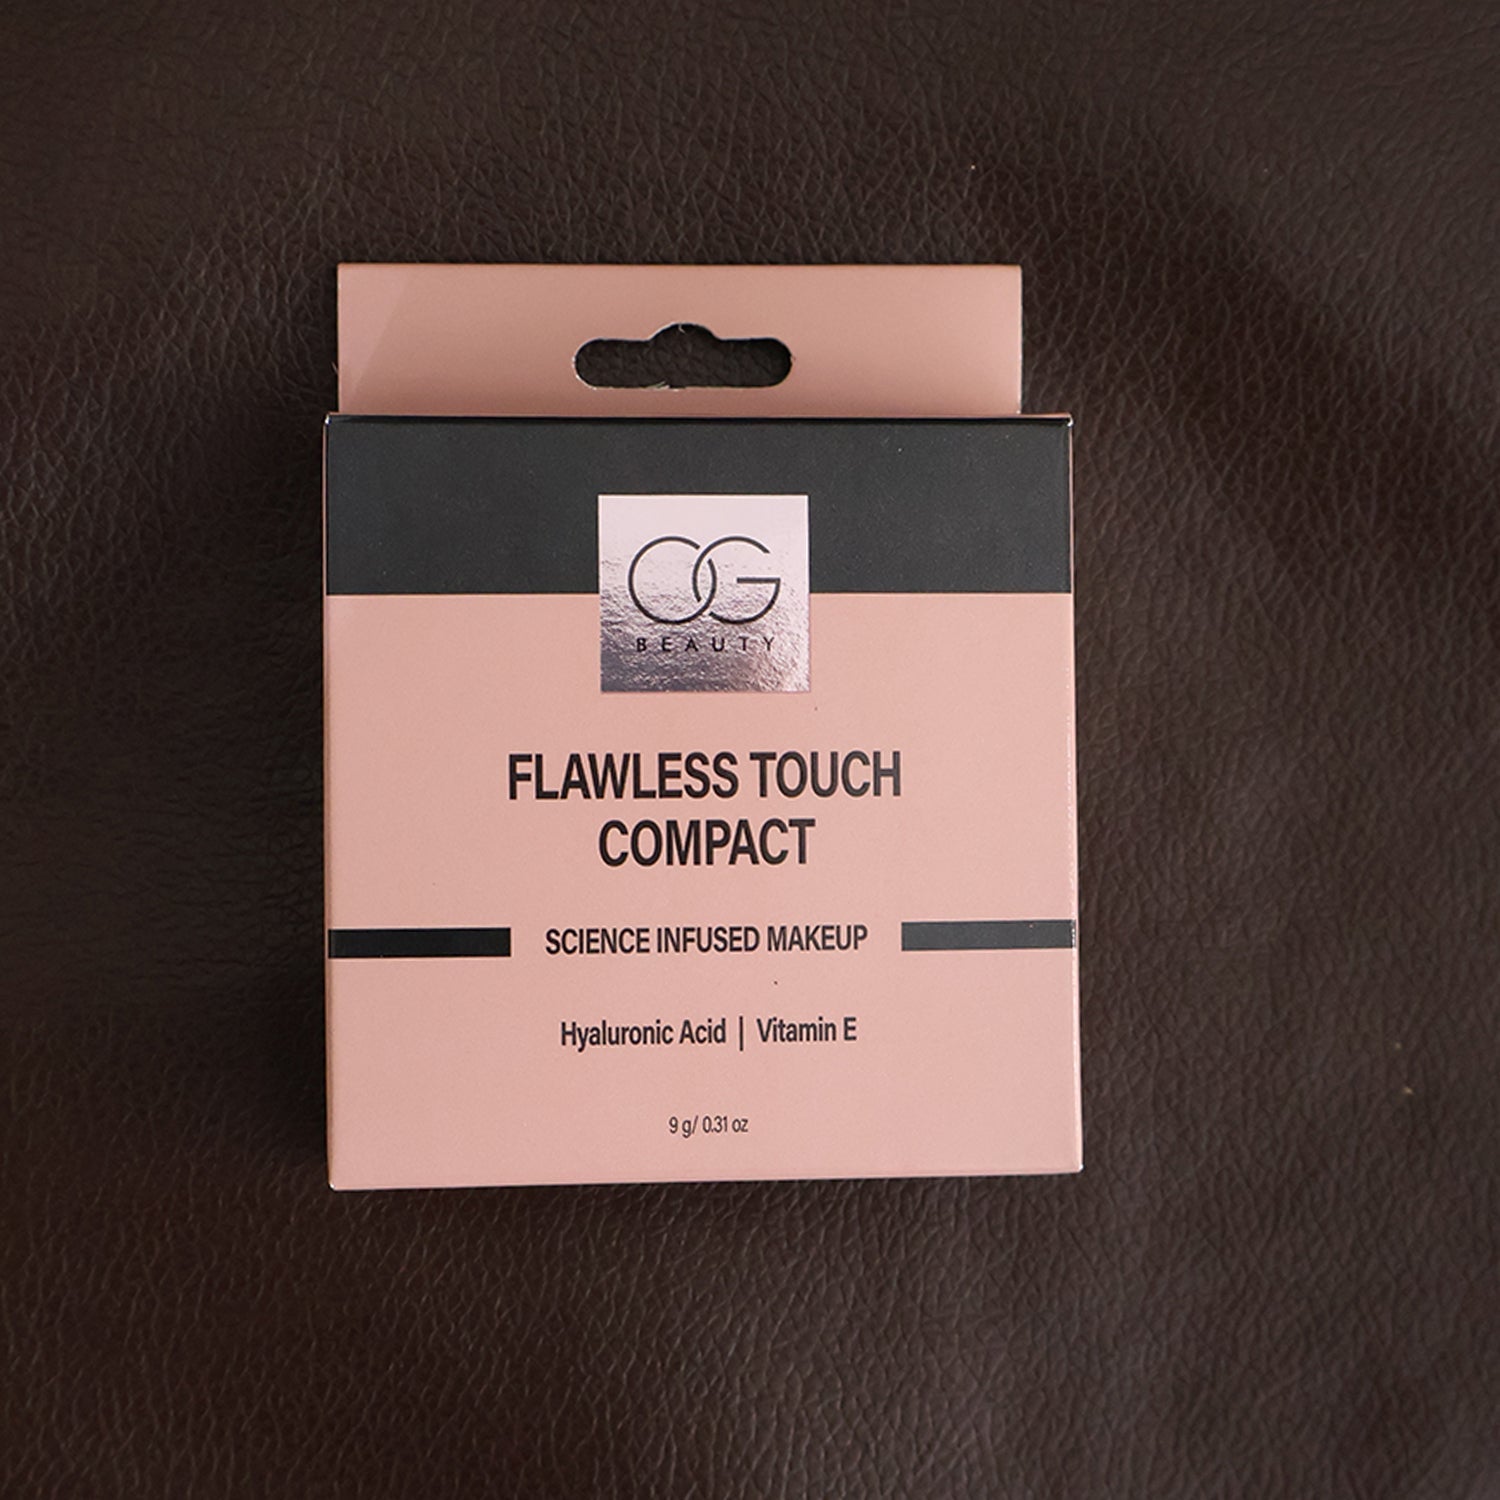 OG
BEAUTY
FLAWLESS TOUCH
COMPACT
SCIENCE INFUSED MAKEUP
Hyaluronic Acid | Vitamin E
9 g/ 0.31 oz